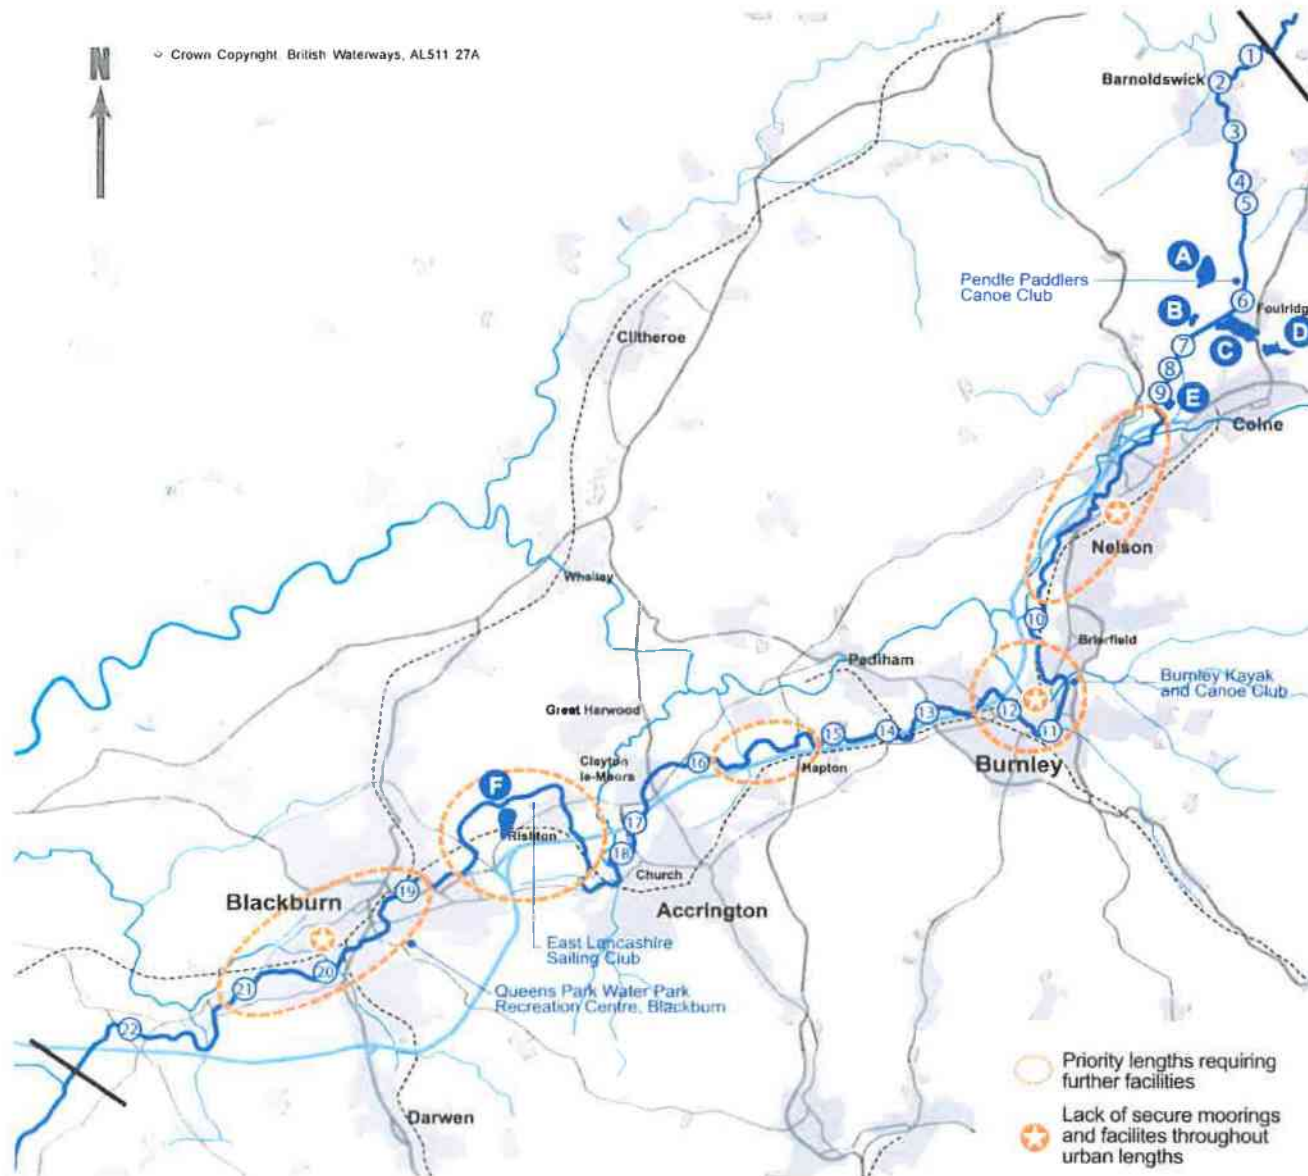 N
Crown Copyright British Waterways, AL511 27A
1
Barnoldswick
2
3
4
5
A
Pendle Paddlers
Canoe Club
6
B
Foulridg
C
D
7
8
9
E
Clitheroe
Colne
Nelson
Whalley
10
Brierfield
Padiham
Burnley Kayak
and Canoe Club
Great Harwood
12
13
11
14
15
Clayton
le-Moors
16
Hapton
Burnley
F
17
Rishton
18
Church
19
Blackburn
Accrington
East Lancashire
Sailing Club
20
21
Queens Park Water Park
Recreation Centre, Blackburn
22
Darwen
Priority lengths requiring
further facilities
Lack of secure moorings
and facilites throughout
urban lengths